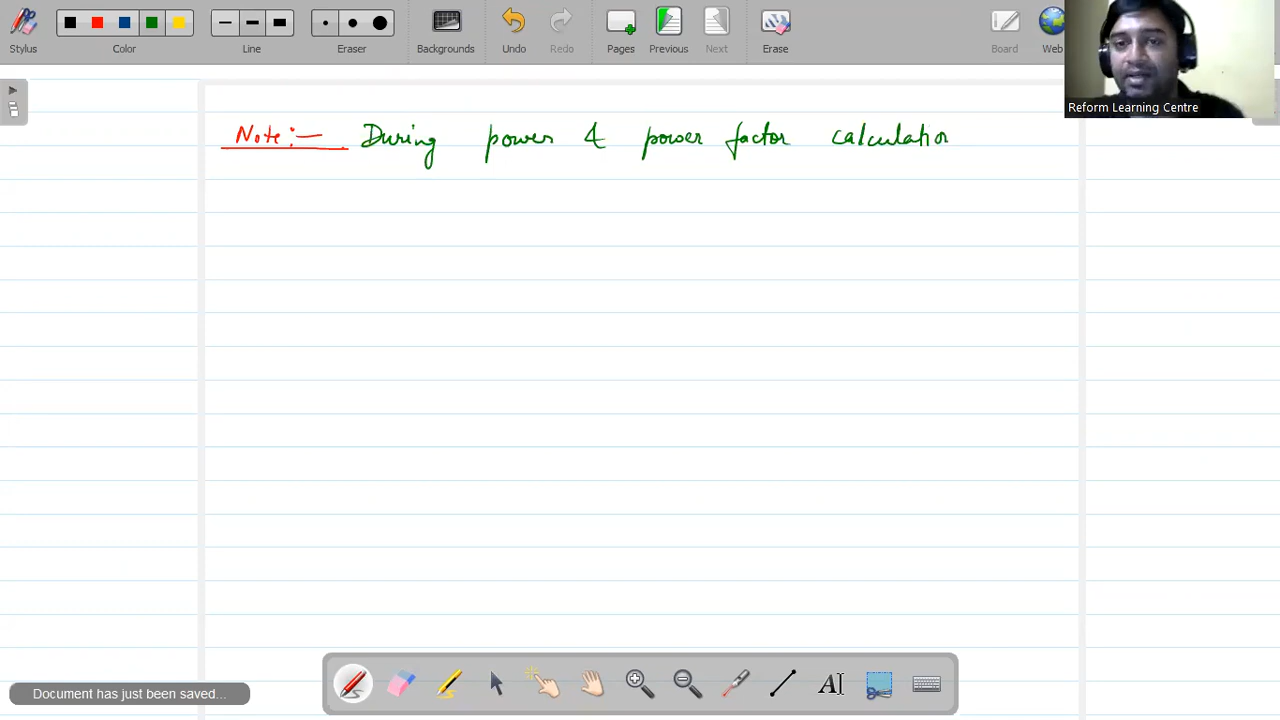 Stylus
Color
Line
Eraser
Backgrounds
Undo
Redo
Pages
Previous
Next
Erase
Board
Web
Reform Learning Centre
Note:— During power & power factor calculation
Document has just been saved...